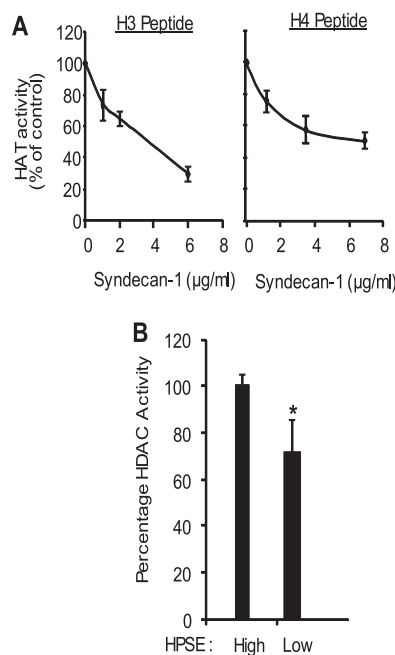 A
H3 Peptide
H4 Peptide
HAT activity
(% of control)
120
100
80
60
40
20
0
0 2 4 6 8
0 2 4 6 8
Syndecan-1 (µg/ml)
Syndecan-1 (µg/ml)
B
Percentage HDAC Activity
120
100
80
60
40
20
0
*
HPSE : High Low